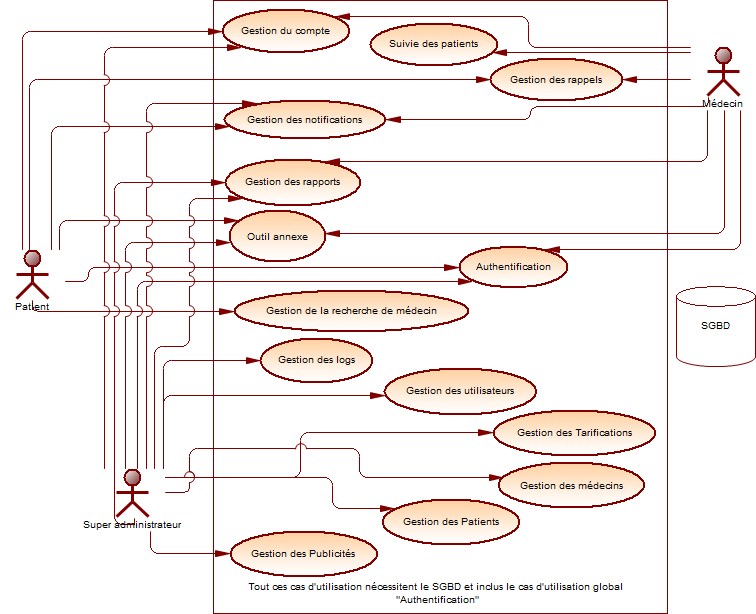 Gestion du compte
Suivie des patients
Gestion des rappels
Médecin
Gestion des notifications
Gestion des rapports
Outil annexe
Authentification
Patient
Gestion de la recherche de médecin
SGBD
Gestion des logs
Gestion des utilisateurs
Gestion des Tarifications
Gestion des médecins
Super administrateur
Gestion des Patients
Gestion des Publicités
Tout ces cas d'utilisation nécessitent le SGBD et inclus le cas d'utilisation global
"Authentification"